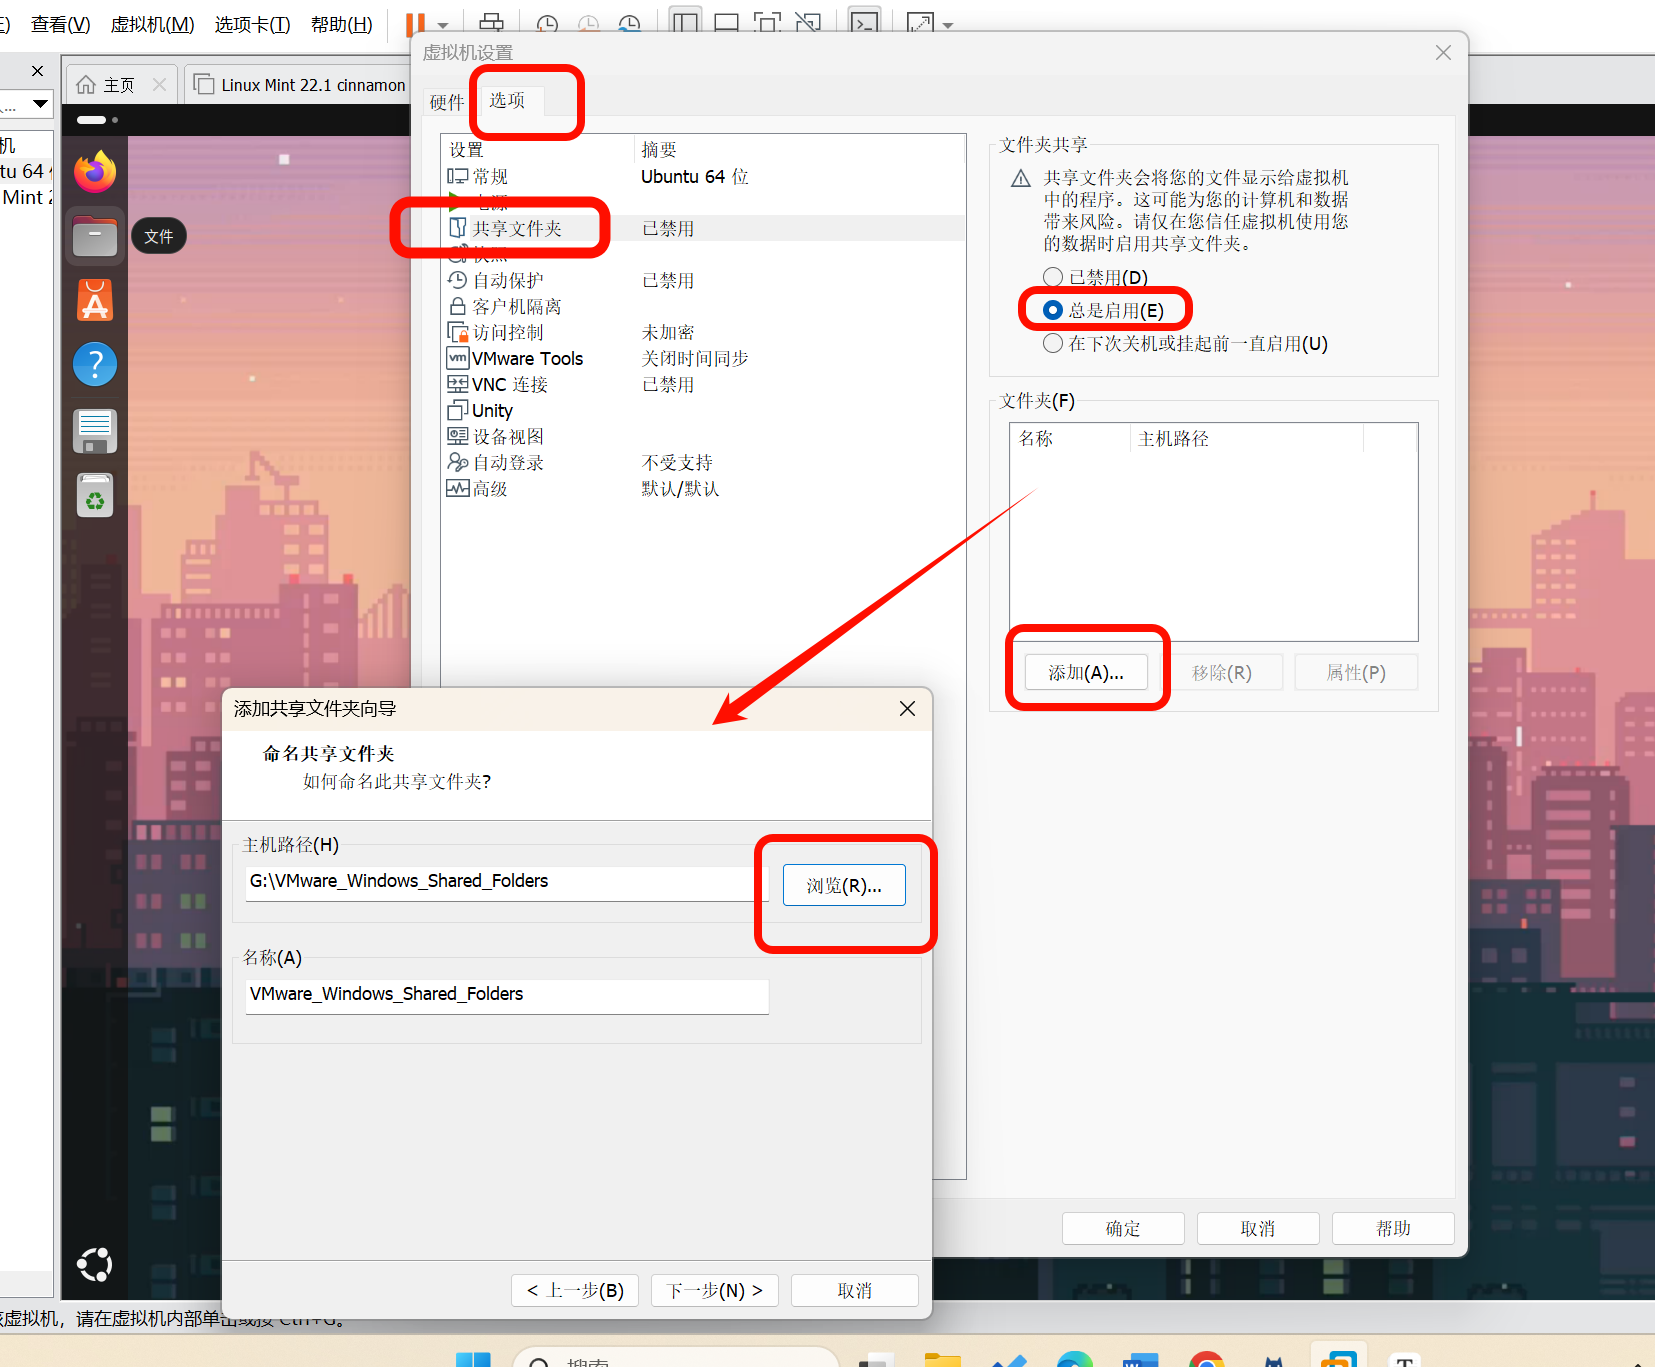 查看(V) 虚拟机(M) 选项卡(T) 帮助(H)
主页
Linux Mint 22.1 cinnamon
机
tu 64
Mint 2
文件
虚拟机设置
硬件
选项
设置 摘要
常规 Ubuntu 64 位
电源
共享文件夹 已禁用
快照
自动保护 已禁用
客户机隔离
访问控制 未加密
VMware Tools 关闭时间同步
VNC 连接 已禁用
Unity
设备视图
自动登录 不受支持
高级 默认/默认
文件夹共享
共享文件夹会将您的文件显示给虚拟机
中的程序。这可能为您的计算机和数据
带来风险。请仅在您信任虚拟机使用您
的数据时启用共享文件夹。
已禁用(D)
总是启用(E)
在下次关机或挂起前一直启用(U)
文件夹(F)
名称 主机路径
添加(A)... 移除(R) 属性(P)
确定 取消 帮助
添加共享文件夹向导
命名共享文件夹
如何命名此共享文件夹?
主机路径(H)
G:\VMware_Windows_Shared_Folders
浏览(R)...
名称(A)
VMware_Windows_Shared_Folders
< 上一步(B) 下一步(N) > 取消
虚拟机，请在虚拟机内部单击或按 Ctrl+G。
搜索